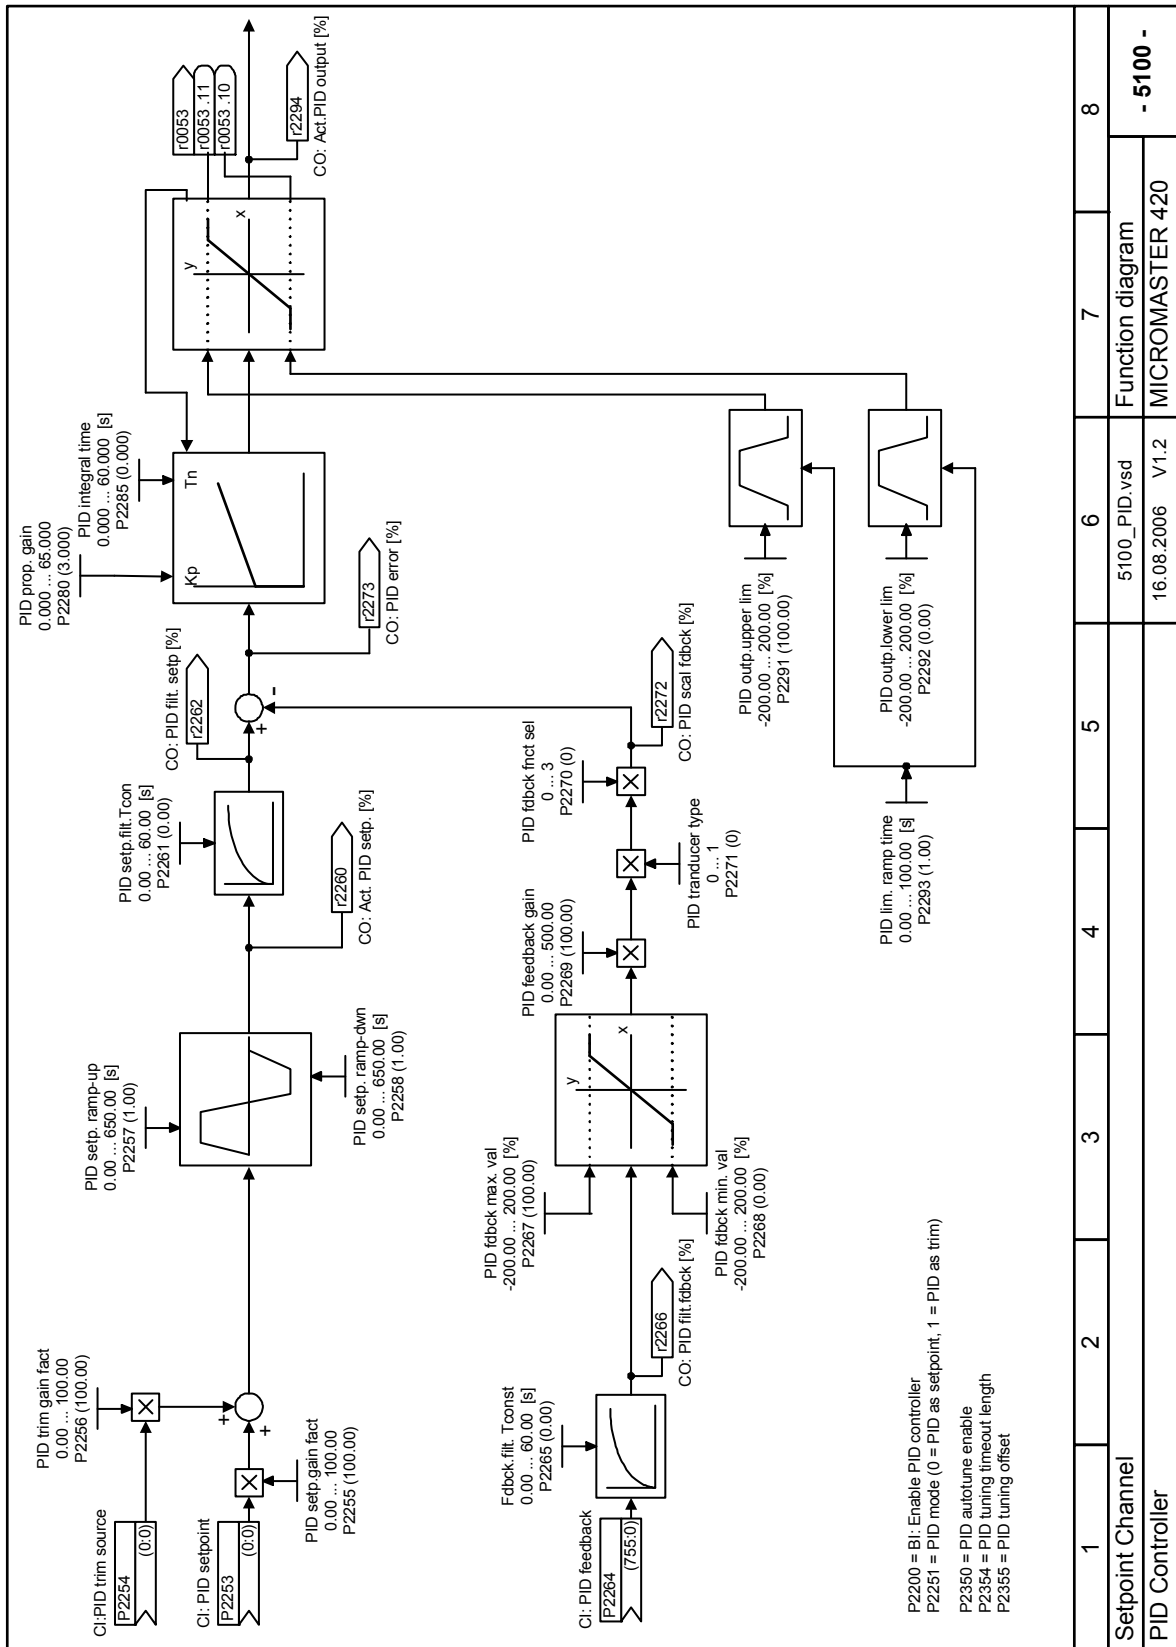 CI:PID trim source
P2254
(0:0)
PID trim gain fact
0.00 ... 100.00
P2256 (100.00)
CI: PID setpoint
P2253
(0:0)
PID setp.gain fact
0.00 ... 100.00
P2255 (100.00)
+
+
PID setp. ramp-up
0.00 ... 650.00 [s]
P2257 (1.00)
PID setp. ramp-dwn
0.00 ... 650.00 [s]
P2258 (1.00)
r2260
CO: Act. PID setp. [%]
PID setp.filt.Tcon
0.00 ... 60.00 [s]
P2261 (0.00)
CO: PID filt. setp [%]
r2262
+
-
r2273
CO: PID error [%]
PID prop. gain
0.000 ... 65.000
P2280 (3.000)
PID integral time
0.000 ... 60.000 [s]
P2285 (0.000)
Kp
Tn
y
x
r0053
r0053 .11
r0053 .10
r2294
CO: Act.PID output [%]
CI: PID feedback
P2264
(755:0)
Fdbck.filt. Tconst
0.00 ... 60.00 [s]
P2265 (0.00)
r2266
CO: PID filt.fdbck [%]
PID fdbck max. val
-200.00 ... 200.00 [%]
P2267 (100.00)
PID fdbck min. val
-200.00 ... 200.00 [%]
P2268 (0.00)
y
x
PID feedback gain
0.00 ... 500.00
P2269 (100.00)
PID tranducer type
0 ... 1
P2271 (0)
PID fdbck fnct sel
0 ... 3
P2270 (0)
r2272
CO: PID scal fdbck [%]
PID outp.upper lim
-200.00 ... 200.00 [%]
P2291 (100.00)
PID outp.lower lim
-200.00 ... 200.00 [%]
P2292 (0.00)
PID lim. ramp time
0.00 ... 100.00 [s]
P2293 (1.00)
P2200 = BI: Enable PID controller
P2251 = PID mode (0 = PID as setpoint, 1 = PID as trim)
P2350 = PID autotune enable
P2354 = PID tuning timeout length
P2355 = PID tuning offset
1
2
3
4
5
6
7
8
Setpoint Channel
PID Controller
5100_PID.vsd
16.08.2006 V1.2
Function diagram
MICROMASTER 420
- 5100 -